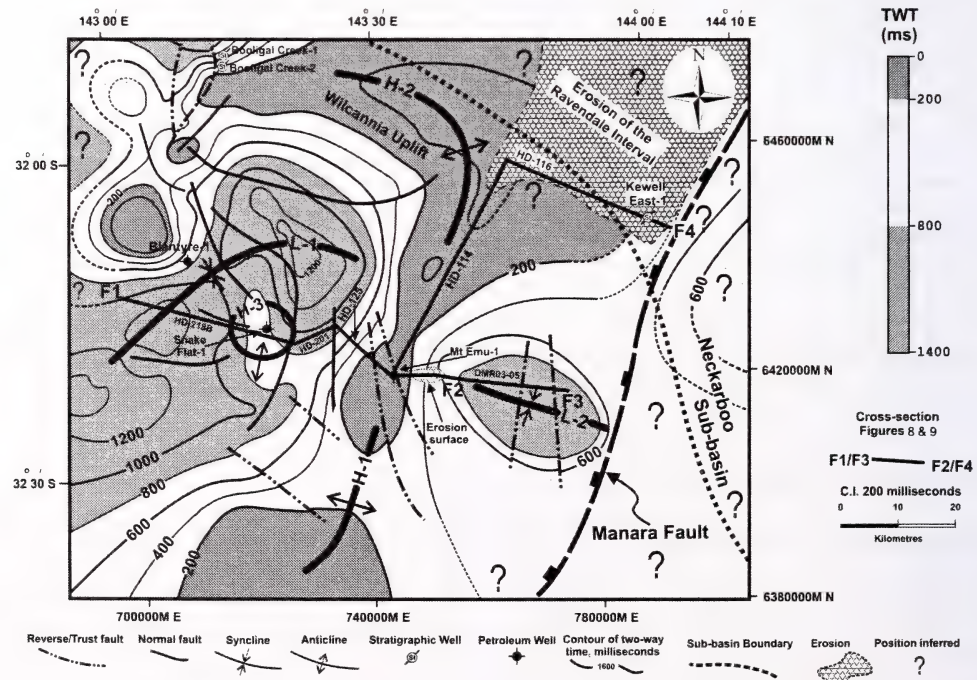 143 00 E
143 30 E
144 00 E
144 10 E
TWT
(ms)
0
200
800
1400
?
?
?
?
?
?
?
?
?
?
?
?
?
?
Booligal Creek-1
Booligal Creek-2
H-2
Wilcannia Uplift
Erosion of the
Ravendale Interval
N
6460000M N
32 00 S
HD-116
Kewell
East-1
F4
200
Blantyre-1
L-1
1200
HD-114
200
600
F1
H-3
HD-125
HD-218B
HD-201
Snake
Flat-1
Mt Emu-1
DMR03-05
F2
F3
L-2
6420000M N
Neckarboo
Sub-basin
Erosion
surface
600
Cross-section
Figures 8 & 9
F1/F3
F2/F4
C.I. 200 milliseconds
0
10
20
Kilometres
1200
1000
800
600
400
200
32 30 S
H-1
Manara Fault
6380000M N
700000M E
740000M E
780000M E
Reverse/Trust fault
Normal fault
Syncline
Anticline
Stratigraphic Well
Petroleum Well
Contour of two-way
time, milliseconds
Sub-basin Boundary
Erosion
Position inferred
St
1600
?